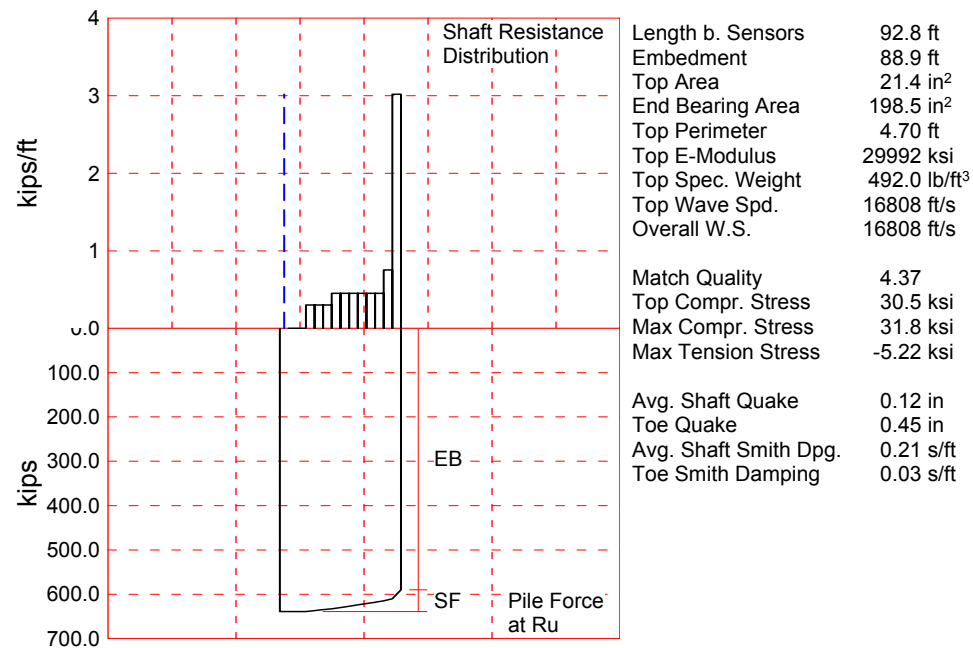 4
3
2
1
0.0
100.0
200.0
300.0
400.0
500.0
600.0
700.0
kips/ft
kips
Shaft Resistance
Distribution
EB
SF
Pile Force
at Ru
Length b. Sensors 92.8 ft
Embedment 88.9 ft
Top Area 21.4 in²
End Bearing Area 198.5 in²
Top Perimeter 4.70 ft
Top E-Modulus 29992 ksi
Top Spec. Weight 492.0 lb/ft³
Top Wave Spd. 16808 ft/s
Overall W.S. 16808 ft/s
Match Quality 4.37
Top Compr. Stress 30.5 ksi
Max Compr. Stress 31.8 ksi
Max Tension Stress -5.22 ksi
Avg. Shaft Quake 0.12 in
Toe Quake 0.45 in
Avg. Shaft Smith Dpg. 0.21 s/ft
Toe Smith Damping 0.03 s/ft